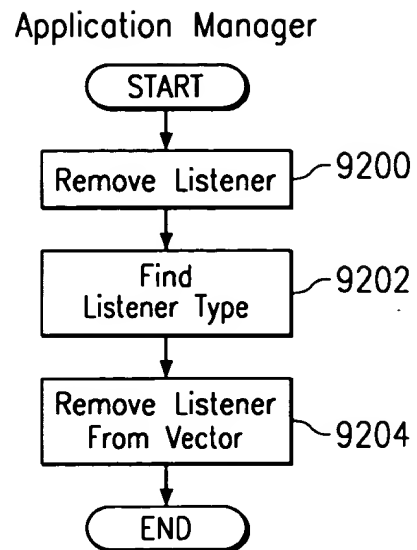 Application Manager
START
Remove Listener
9200
Find
Listener Type
9202
Remove Listener
From Vector
9204
END